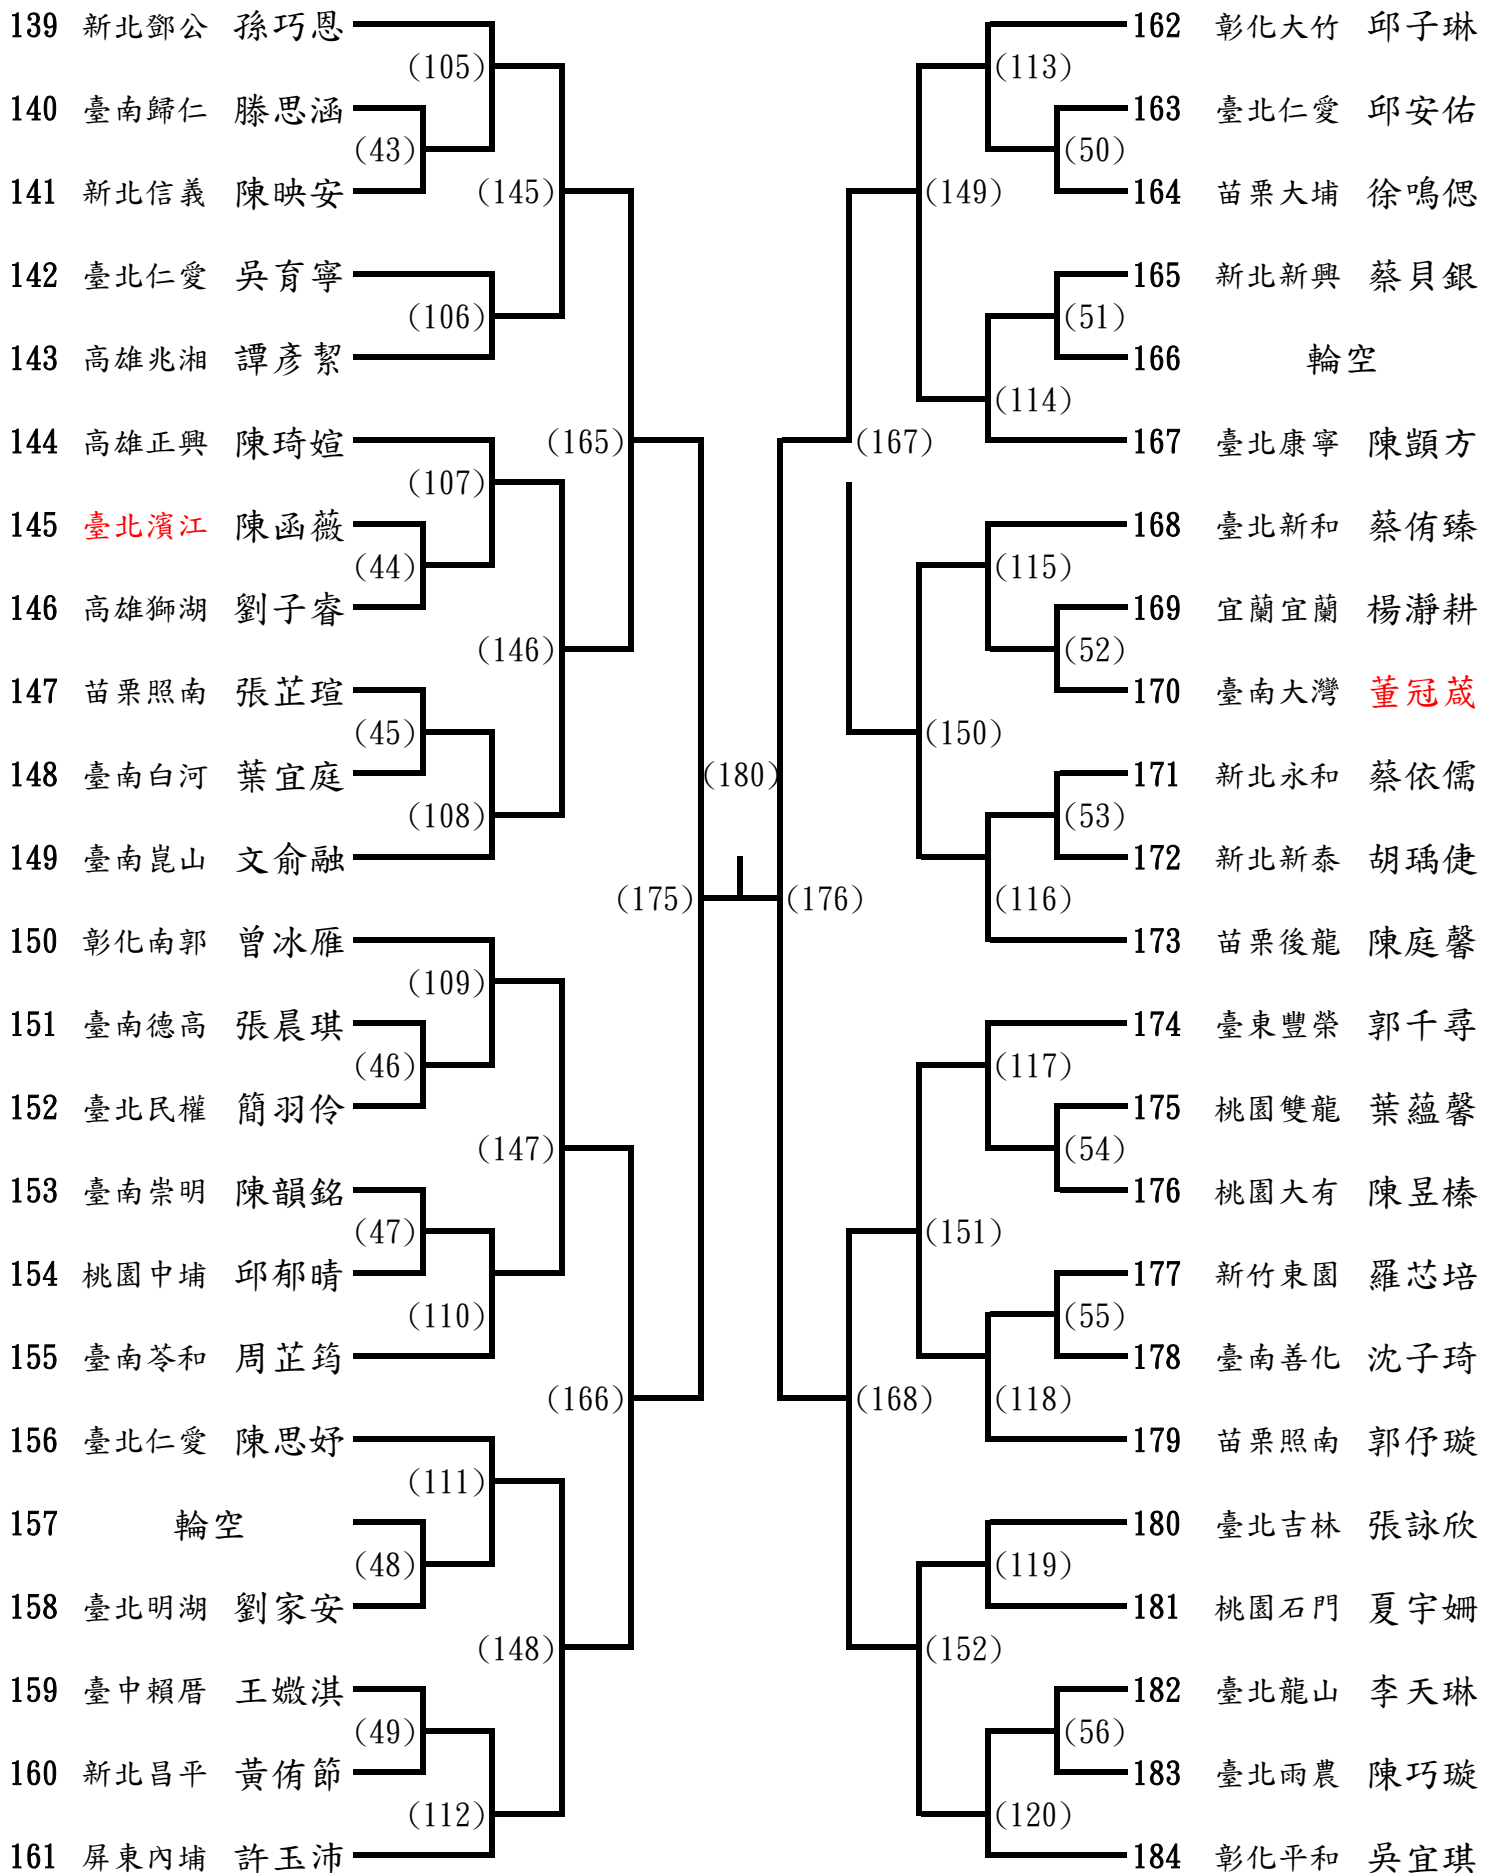 139 新北鄧公 孫巧恩
(105)
140 臺南歸仁 滕思涵
(43)
141 新北信義 陳映安
(145)
142 臺北仁愛 吳育寧
(106)
143 高雄兆湘 譚彥絜
144 高雄正興 陳琦媗
(165)
(107)
145 臺北濱江 陳函薇
(44)
146 高雄獅湖 劉子睿
(146)
147 苗栗照南 張芷瑄
(45)
148 臺南白河 葉宜庭
(108)
149 臺南崑山 文俞融
(175)
150 彰化南郭 曾冰雁
(109)
151 臺南德高 張晨琪
(46)
152 臺北民權 簡羽伶
(147)
153 臺南崇明 陳韻銘
(47)
154 桃園中埔 邱郁晴
(110)
155 臺南苓和 周芷筠
(166)
156 臺北仁愛 陳思妤
(111)
157 輪空
(48)
158 臺北明湖 劉家安
(148)
159 臺中賴厝 王媺淇
(49)
160 新北昌平 黃侑節
(112)
161 屏東內埔 許玉沛
(180)
162 彰化大竹 邱子琳
(113)
163 臺北仁愛 邱安佑
(50)
164 苗栗大埔 徐鳴偲
(149)
165 新北新興 蔡貝銀
(51)
166 輪空
(114)
167 臺北康寧 陳顗方
(167)
168 臺北新和 蔡侑臻
(115)
169 宜蘭宜蘭 楊瀞耕
(52)
170 臺南大灣 董冠葳
(150)
171 新北永和 蔡依儒
(53)
172 新北新泰 胡瑀倢
(116)
(176)
173 苗栗後龍 陳庭馨
174 臺東豐榮 郭千尋
(117)
175 桃園雙龍 葉蘊馨
(54)
176 桃園大有 陳昱榛
(151)
177 新竹東園 羅芯培
(55)
178 臺南善化 沈子琦
(118)
(168)
179 苗栗照南 郭伃璇
180 臺北吉林 張詠欣
(119)
181 桃園石門 夏宇姍
(152)
182 臺北龍山 李天琳
(56)
183 臺北雨農 陳巧璇
(120)
184 彰化平和 吳宜琪